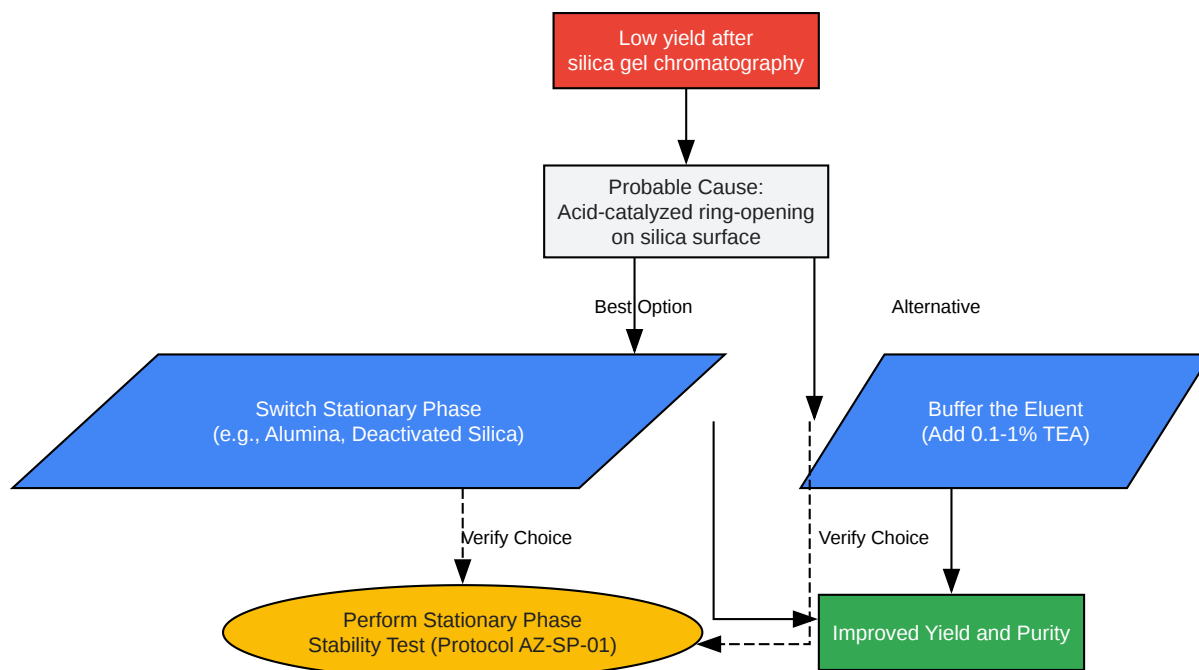 Low yield after
silica gel chromatography
Probable Cause:
Acid-catalyzed ring-opening
on silica surface
Best Option
Alternative
Switch Stationary Phase
(e.g., Alumina, Deactivated Silica)
Buffer the Eluent
(Add 0.1-1% TEA)
Verify Choice
Verify Choice
Perform Stationary Phase
Stability Test (Protocol AZ-SP-01)
Improved Yield and Purity